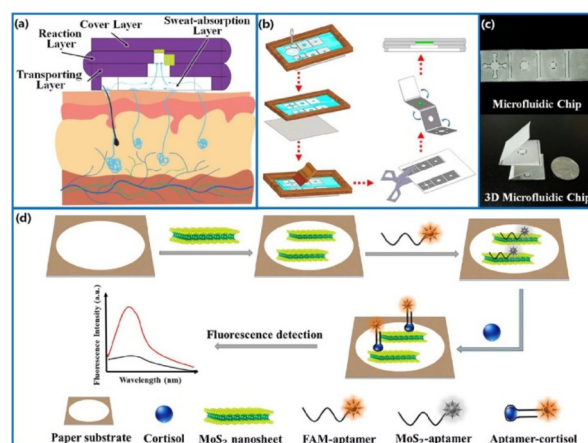 (a)
Cover Layer
Sweat-absorption
Layer
Reaction
Layer
Transporting
Layer
(b)
(c)
Microfluidic Chip
3D Microfluidic Chip
(d)
Fluorescence Intensity (a.u.)
Wavelength (nm)
Fluorescence detection
Paper substrate
Cortisol
MoS₂ nanosheet
FAM-aptamer
MoS₂-aptamer
Aptamer-cortisol